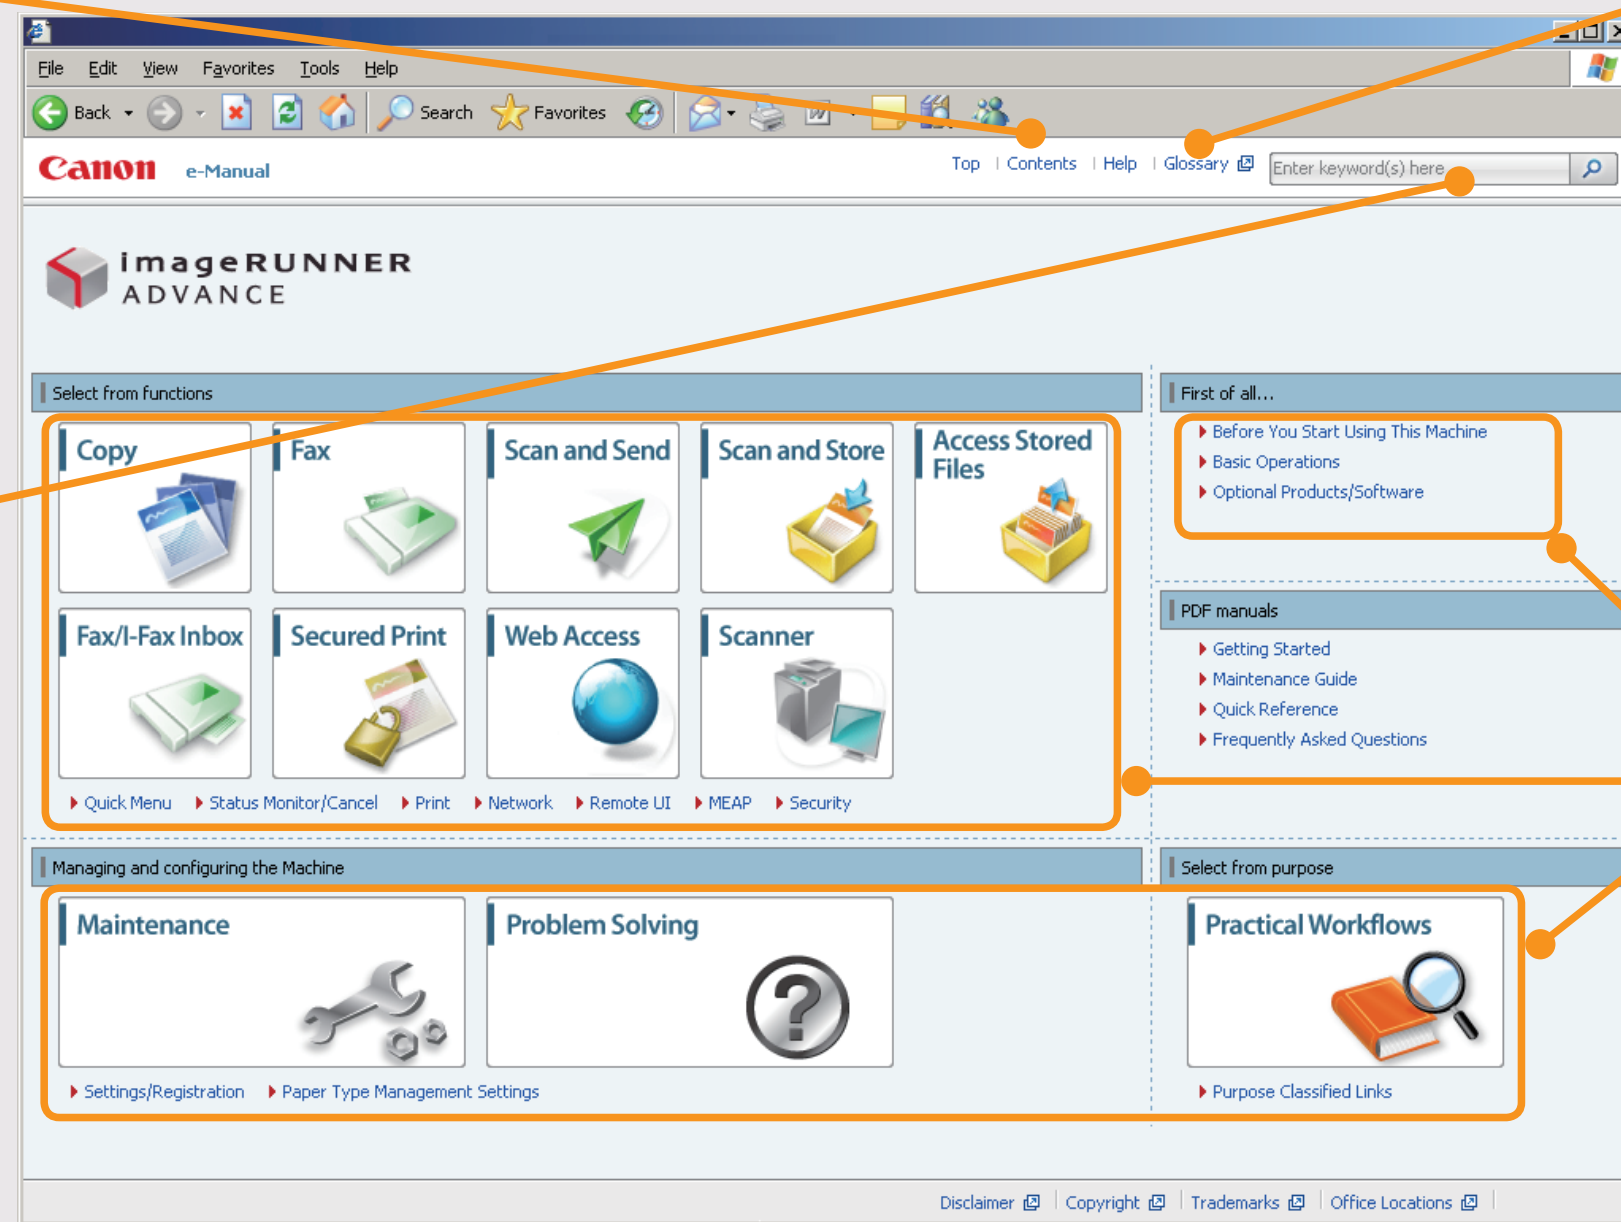 File Edit View Favorites Tools Help
Back Search Favorites
Canon e-Manual
Top Contents Help Glossary Enter keyword(s) here
imageRUNNER
ADVANCE
Select from functions
Copy Fax Scan and Send Scan and Store Access Stored
Files
Fax/I-Fax Inbox Secured Print Web Access Scanner
Quick Menu Status Monitor/Cancel Print Network Remote UI MEAP Security
First of all...
Before You Start Using This Machine
Basic Operations
Optional Products/Software
PDF manuals
Getting Started
Maintenance Guide
Quick Reference
Frequently Asked Questions
Managing and configuring the Machine
Maintenance Problem Solving
Settings/Registration Paper Type Management Settings
Select from purpose
Practical Workflows
Purpose Classified Links
Disclaimer Copyright Trademarks Office Locations